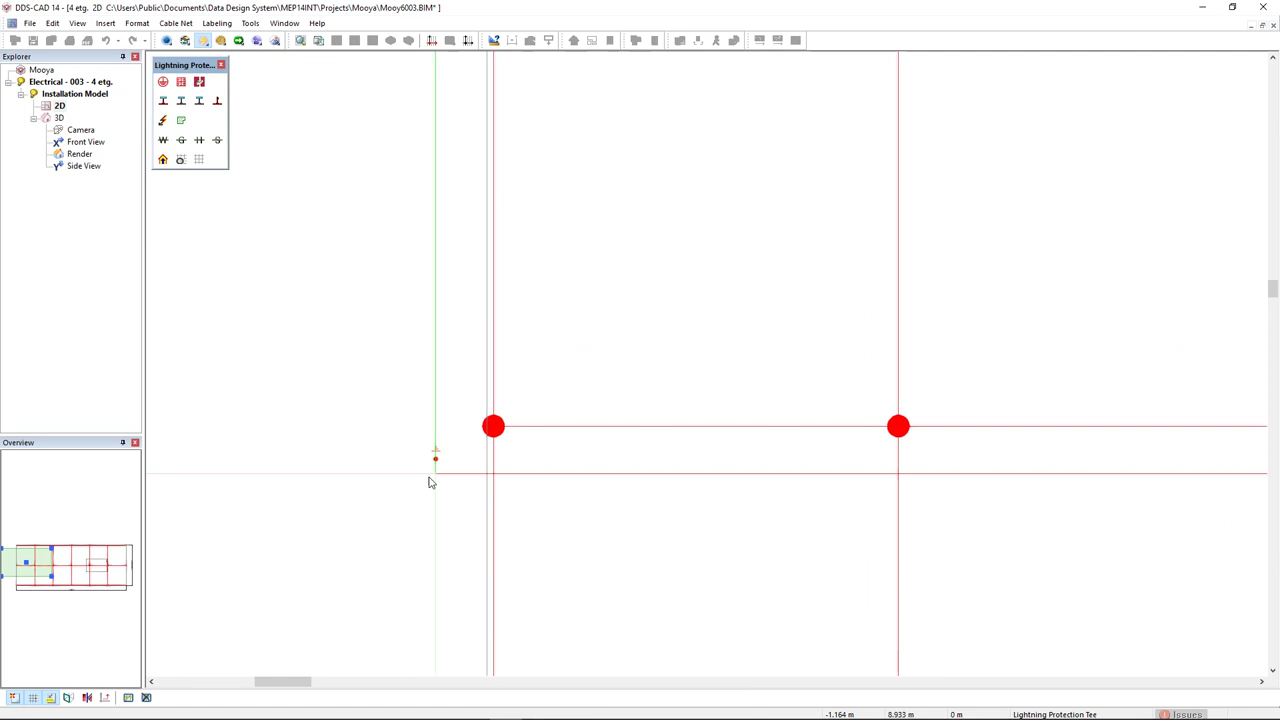 DDS-CAD 14 - [4 etg.  2D  C:\Users\Public\Documents\Data Design System\MEP14INT\Projects\Mooya\Mooy6003.BIM* ]
File Edit View Insert Format Cable Net Labeling Tools Window Help
Explorer
Lightning Prote...
Mooya
Electrical - 003 - 4 etg.
Installation Model
2D
3D
Camera
Front View
Render
Side View
W G H S
Overview
-1.164 m 8.933 m 0 m Lightning Protection Tee Issues